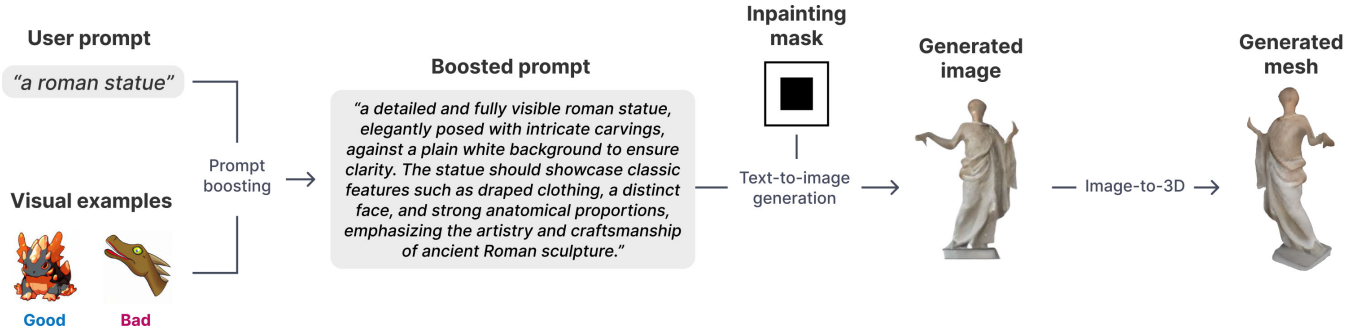 User prompt
“a roman statue”
Visual examples
Good
Bad
Prompt
boosting
Boosted prompt
“a detailed and fully visible roman statue,
elegantly posed with intricate carvings,
against a plain white background to ensure
clarity. The statue should showcase classic
features such as draped clothing, a distinct
face, and strong anatomical proportions,
emphasizing the artistry and craftsmanship
of ancient Roman sculpture.”
Inpainting
mask
Text-to-image
generation
Generated
image
Image-to-3D
Generated
mesh